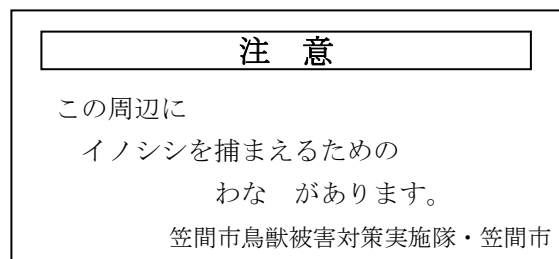 注　意
この周辺に
イノシシを捕まえるための
わな　があります。
笠間市鳥獣被害対策実施隊・笠間市